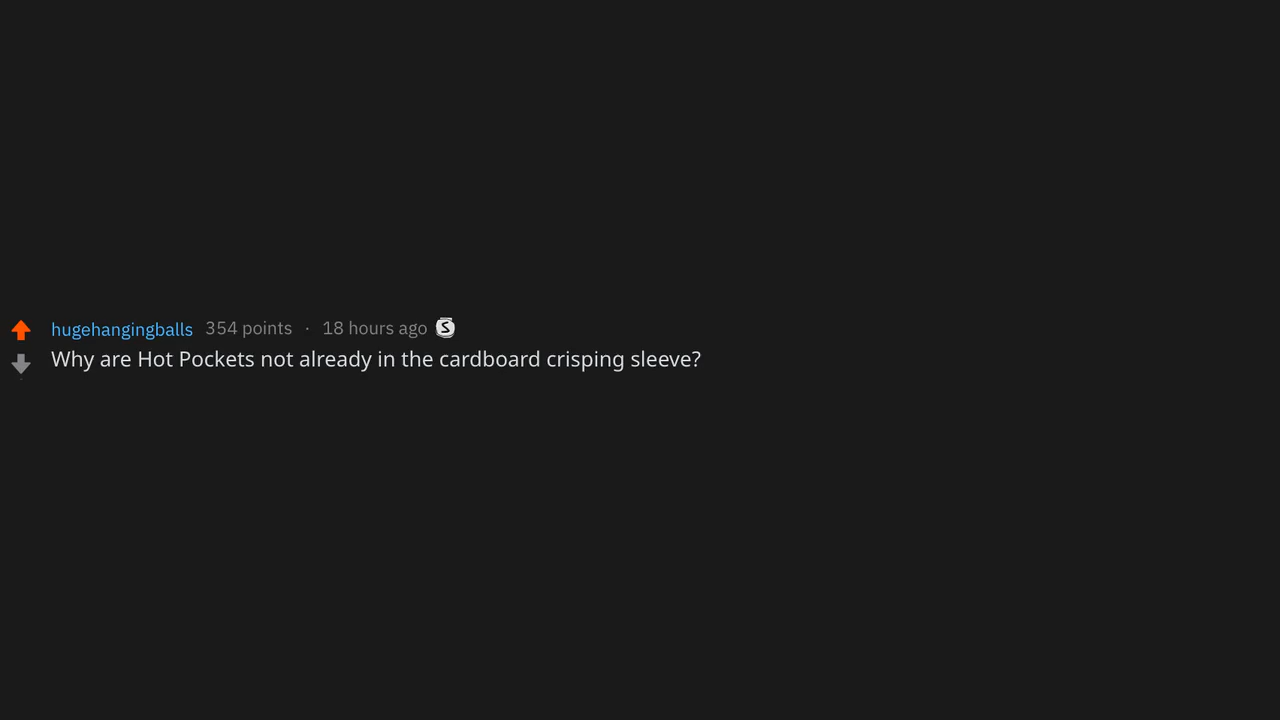 hugehangingballs 354 points · 18 hours ago S
Why are Hot Pockets not already in the cardboard crisping sleeve?